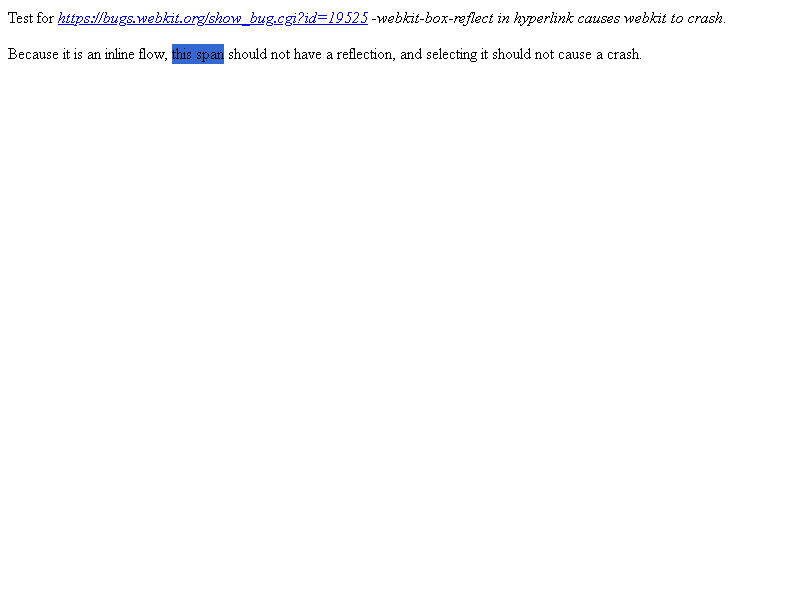 Test for https://bugs.webkit.org/show_bug.cgi?id=19525 -webkit-box-reflect in hyperlink causes webkit to crash.
Because it is an inline flow, this span should not have a reflection, and selecting it should not cause a crash.